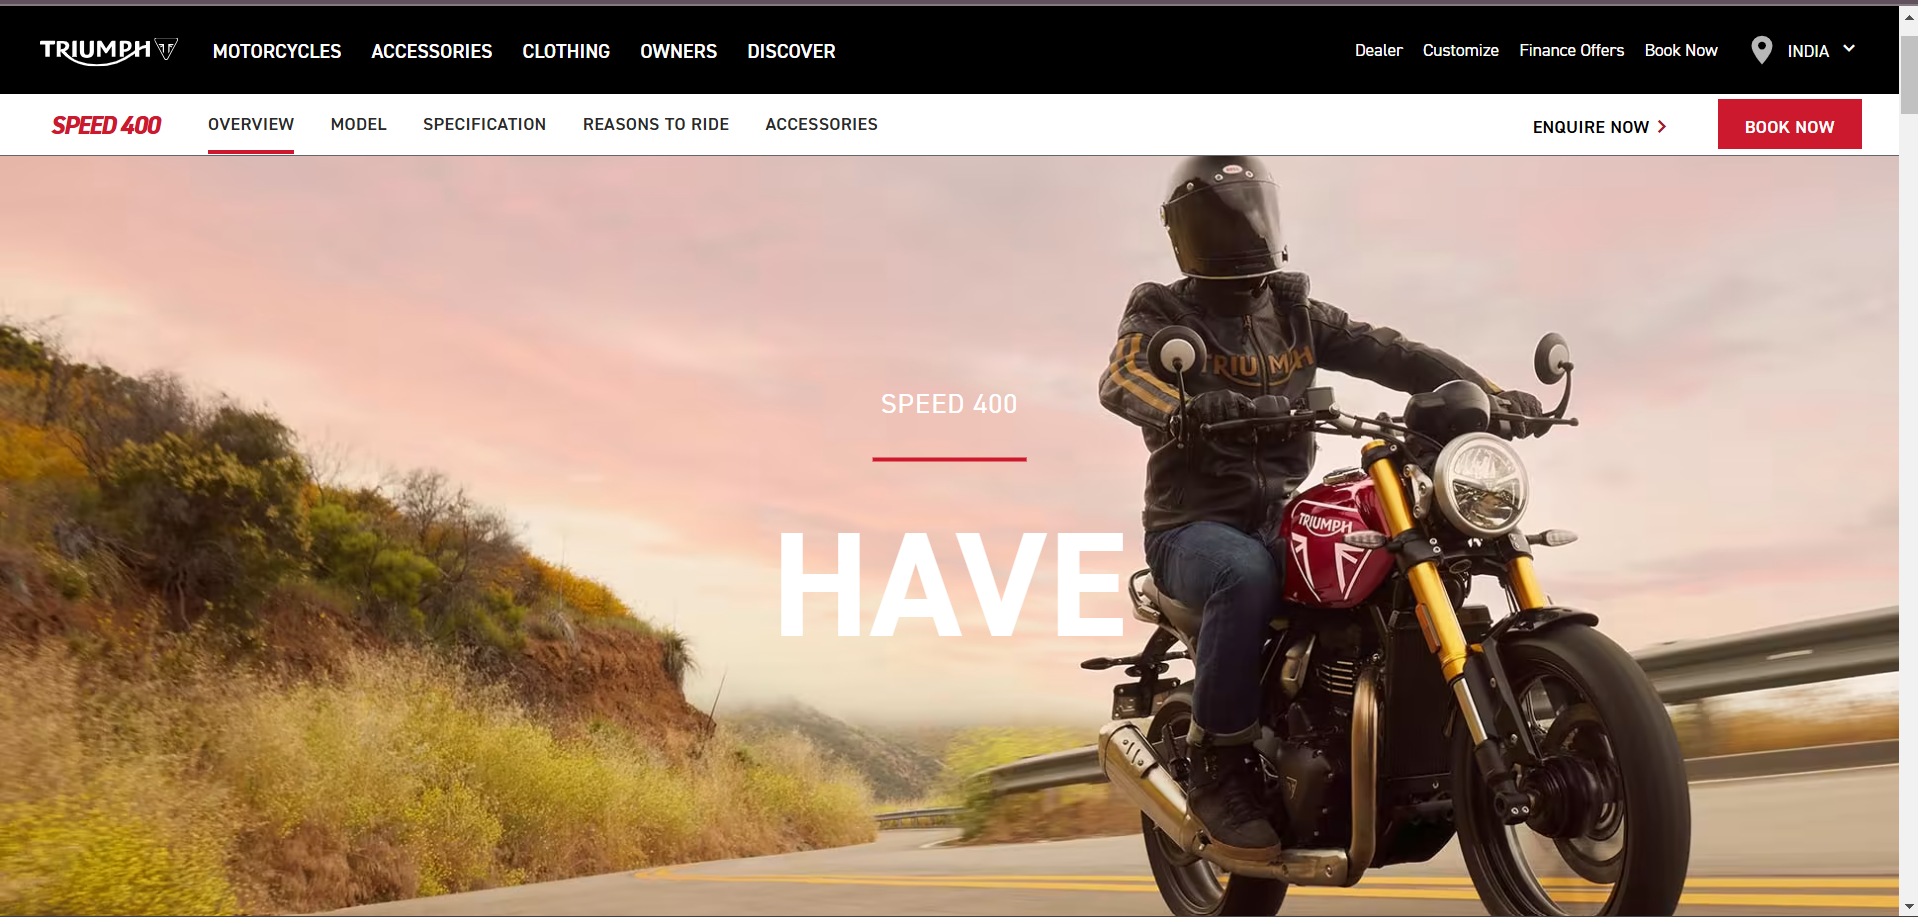 TRIUMPH MOTORCYCLES ACCESSORIES CLOTHING OWNERS DISCOVER Dealer Customize Finance Offers Book Now INDIA
SPEED 400 OVERVIEW MODEL SPECIFICATION REASONS TO RIDE ACCESSORIES ENQUIRE NOW BOOK NOW
TRIUMPH
SPEED 400
TRIUMPH
HAVE